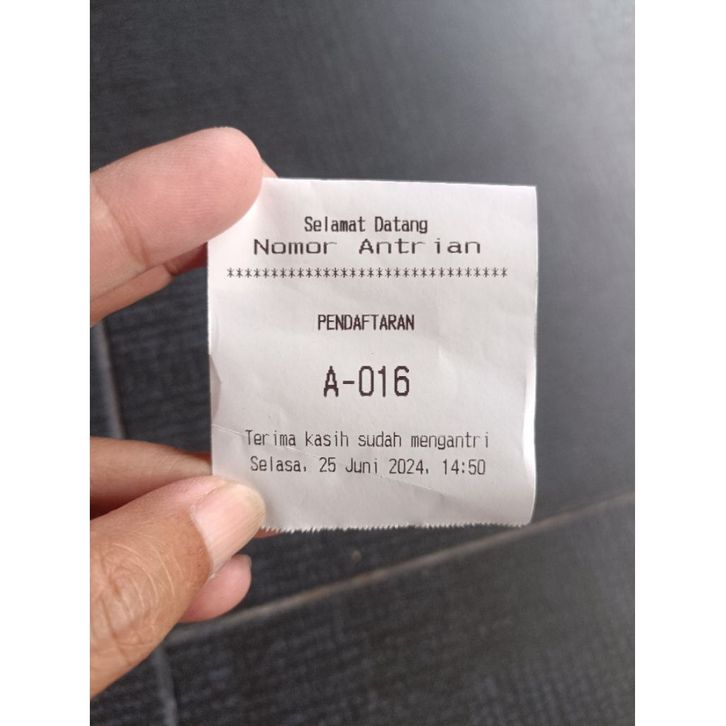 Selamat Datang
Nomor Antrian
********************************
PENDAFTARAN
A-016
Terima kasih sudah mengantri
Selasa, 25 Juni 2024, 14:50